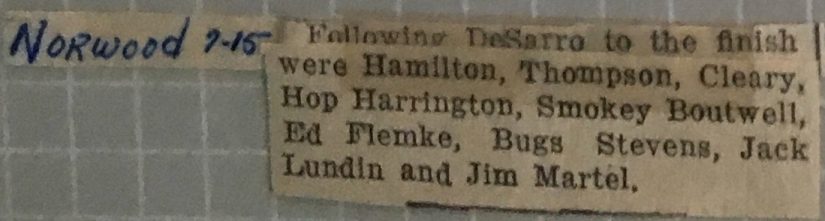 Norwood 7-15
Following DeSarro to the finish
were Hamilton, Thompson, Cleary,
Hop Harrington, Smokey Boutwell,
Ed Flemke, Bugs Stevens, Jack
Lundin and Jim Martel.